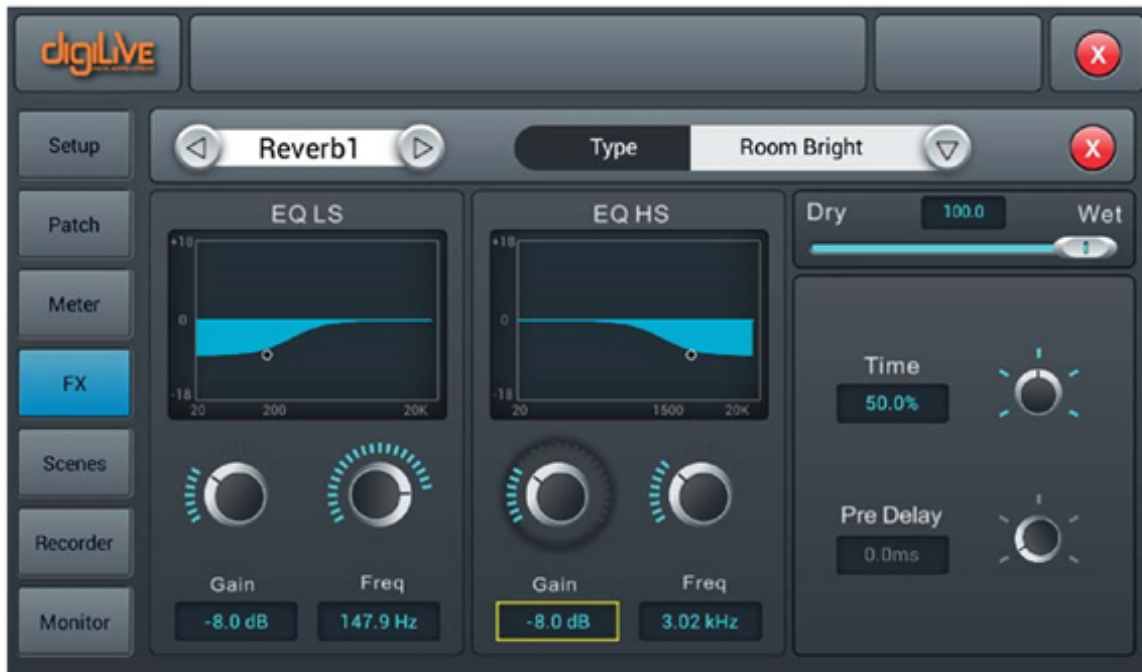 digiLiVE
X
Setup
Patch
Meter
FX
Scenes
Recorder
Monitor
Reverb1
Type
Room Bright
X
EQ LS
+18
0
-18
20
200
20K
Gain
Freq
-8.0 dB
147.9 Hz
EQ HS
+18
0
-18
20
1500
20K
Gain
Freq
-8.0 dB
3.02 kHz
Dry
100.0
Wet
Time
50.0%
Pre Delay
0.0ms